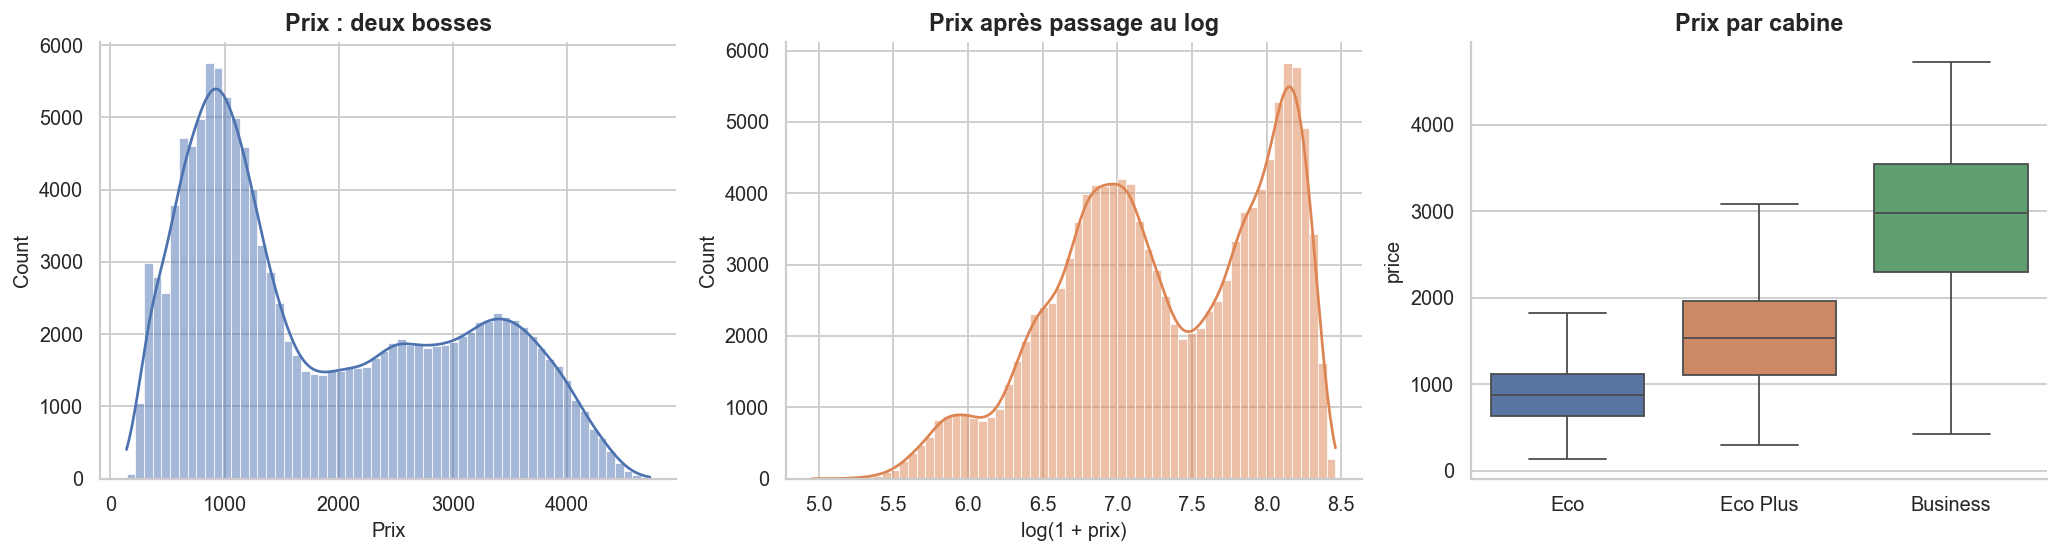 Prix : deux bosses
6000
5000
4000
3000
2000
1000
0
Count
0 1000 2000 3000 4000
Prix
Prix après passage au log
6000
5000
4000
3000
2000
1000
0
Count
5.0 5.5 6.0 6.5 7.0 7.5 8.0 8.5
log(1 + prix)
Prix par cabine
4000
3000
2000
1000
0
price
Eco Eco Plus Business